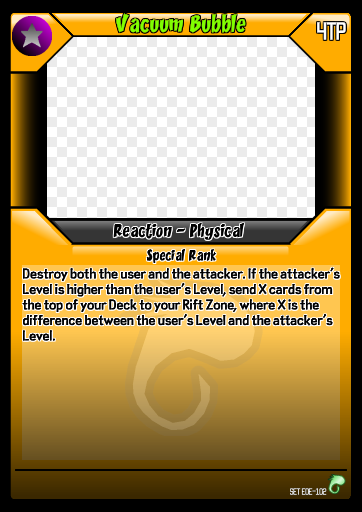 Vacuum Bubble
4TP
Reaction - Physical
Special Rank
Destroy both the user and the attacker. If the attacker's
Level is higher than the user's Level, send X cards from
the top of your Deck to your Rift Zone, where X is the
difference between the user's Level and the attacker's
Level.
SET EOE-102